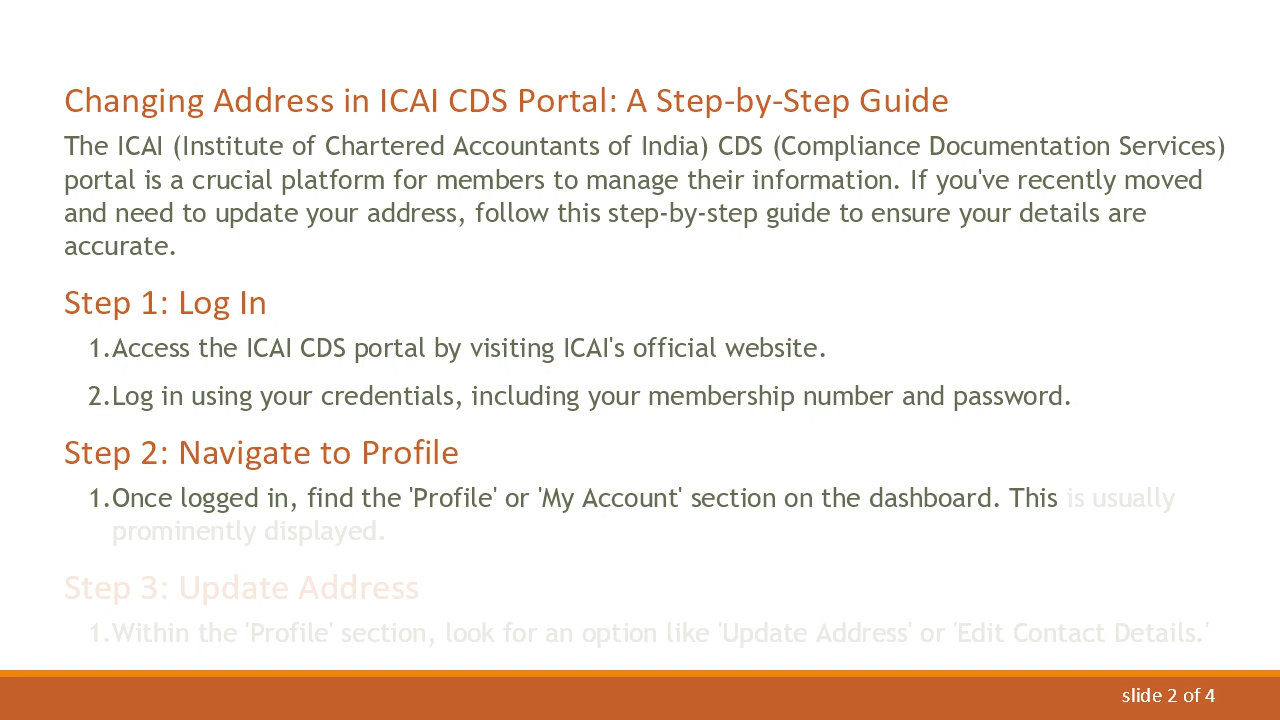 Changing Address in ICAI CDS Portal: A Step-by-Step Guide
The ICAI (Institute of Chartered Accountants of India) CDS (Compliance Documentation Services)
portal is a crucial platform for members to manage their information. If you've recently moved
and need to update your address, follow this step-by-step guide to ensure your details are
accurate.
Step 1: Log In
1.Access the ICAI CDS portal by visiting ICAI's official website.
2.Log in using your credentials, including your membership number and password.
Step 2: Navigate to Profile
1.Once logged in, find the 'Profile' or 'My Account' section on the dashboard. This is usually
prominently displayed.
Step 3: Update Address
1.Within the 'Profile' section, look for an option like 'Update Address' or 'Edit Contact Details.'
slide 2 of 4